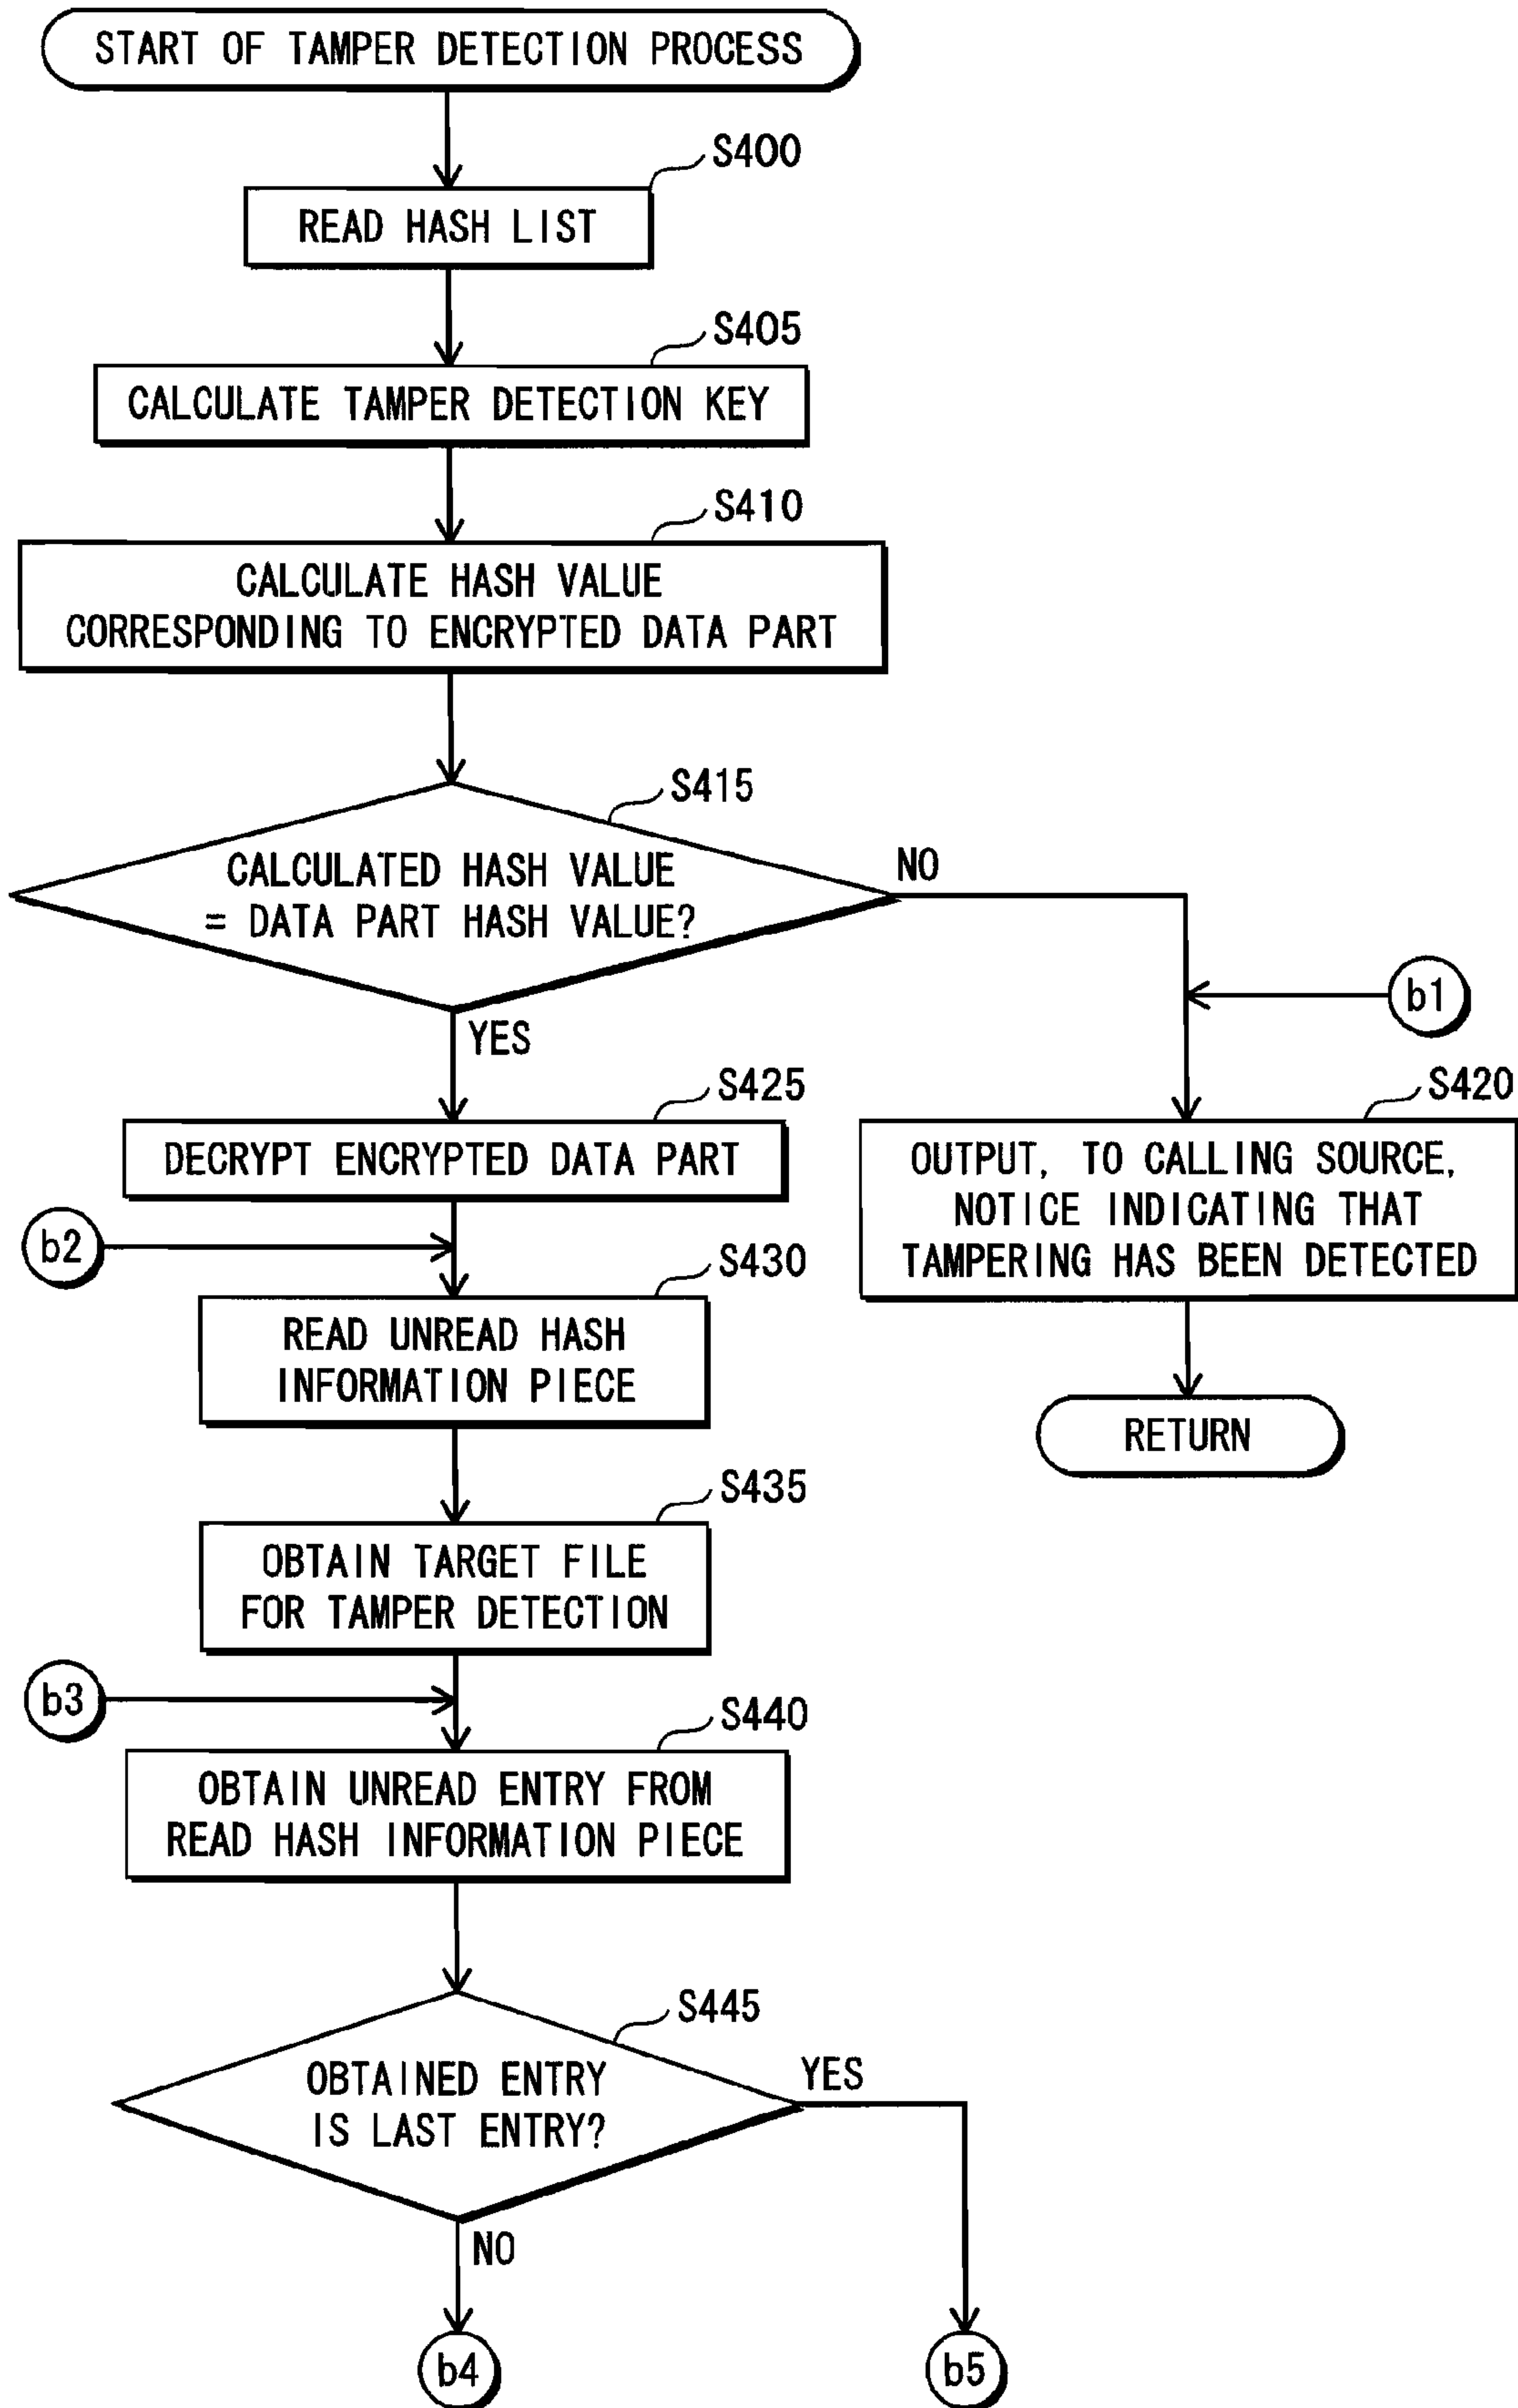 START OF TAMPER DETECTION PROCESS
S400
READ HASH LIST
S405
CALCULATE TAMPER DETECTION KEY
S410
CALCULATE HASH VALUE
CORRESPONDING TO ENCRYPTED DATA PART
S415
CALCULATED HASH VALUE
= DATA PART HASH VALUE?
NO
YES
b1
S425
DECRYPT ENCRYPTED DATA PART
S420
OUTPUT, TO CALLING SOURCE,
NOTICE INDICATING THAT
TAMPERING HAS BEEN DETECTED
RETURN
b2
S430
READ UNREAD HASH
INFORMATION PIECE
S435
OBTAIN TARGET FILE
FOR TAMPER DETECTION
b3
S440
OBTAIN UNREAD ENTRY FROM
READ HASH INFORMATION PIECE
S445
OBTAINED ENTRY
IS LAST ENTRY?
YES
NO
b4
b5